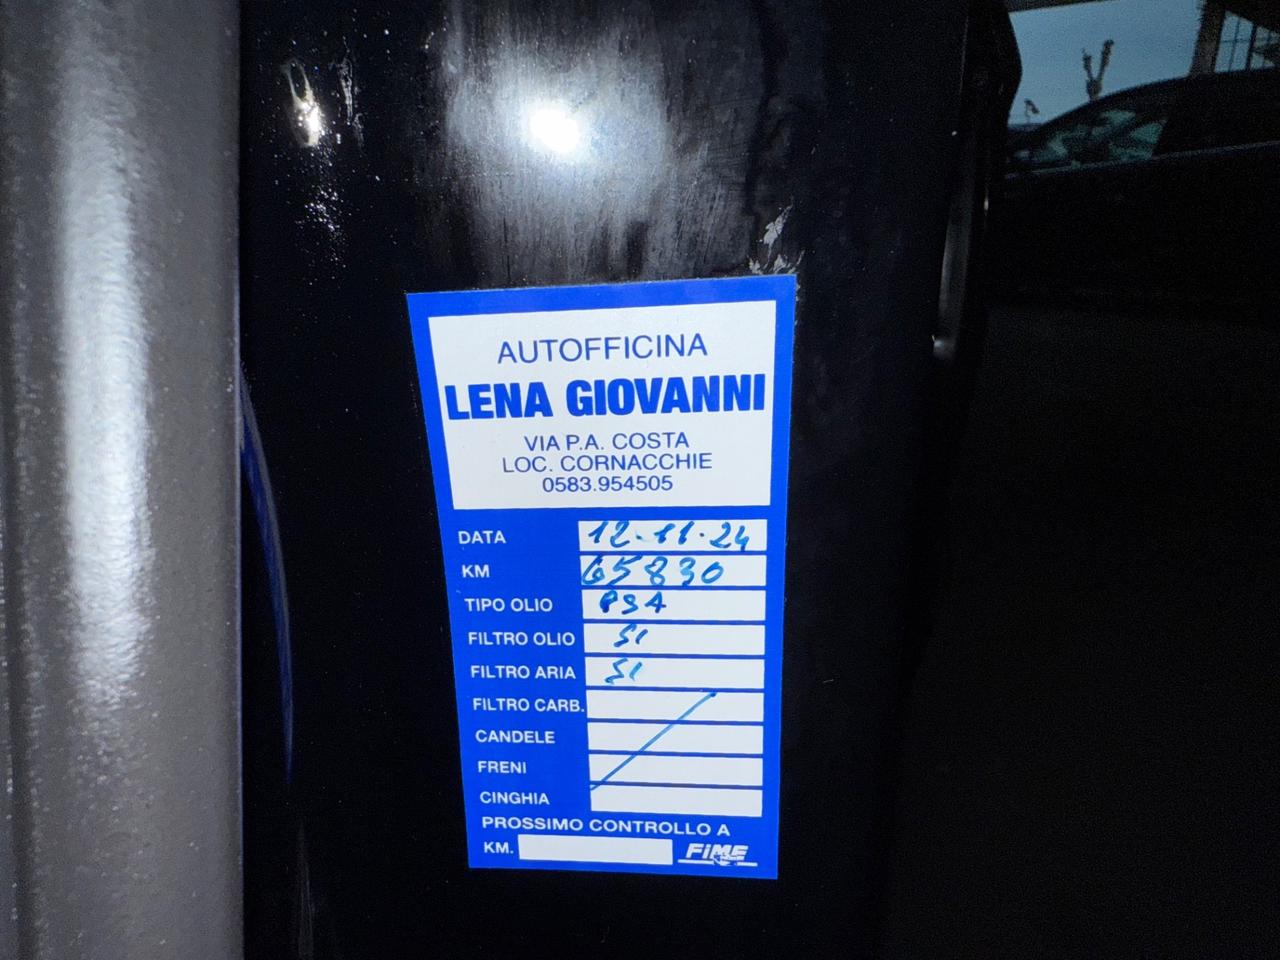 AUTOFFICINA
LENA GIOVANNI
VIA P.A. COSTA
LOC. CORNACCHIE
0583.954505
DATA 12-11-24
KM 65830
TIPO OLIO PSA
FILTRO OLIO SI
FILTRO ARIA SI
FILTRO CARB.
CANDELE
FRENI
CINGHIA
PROSSIMO CONTROLLO A
KM. FiME